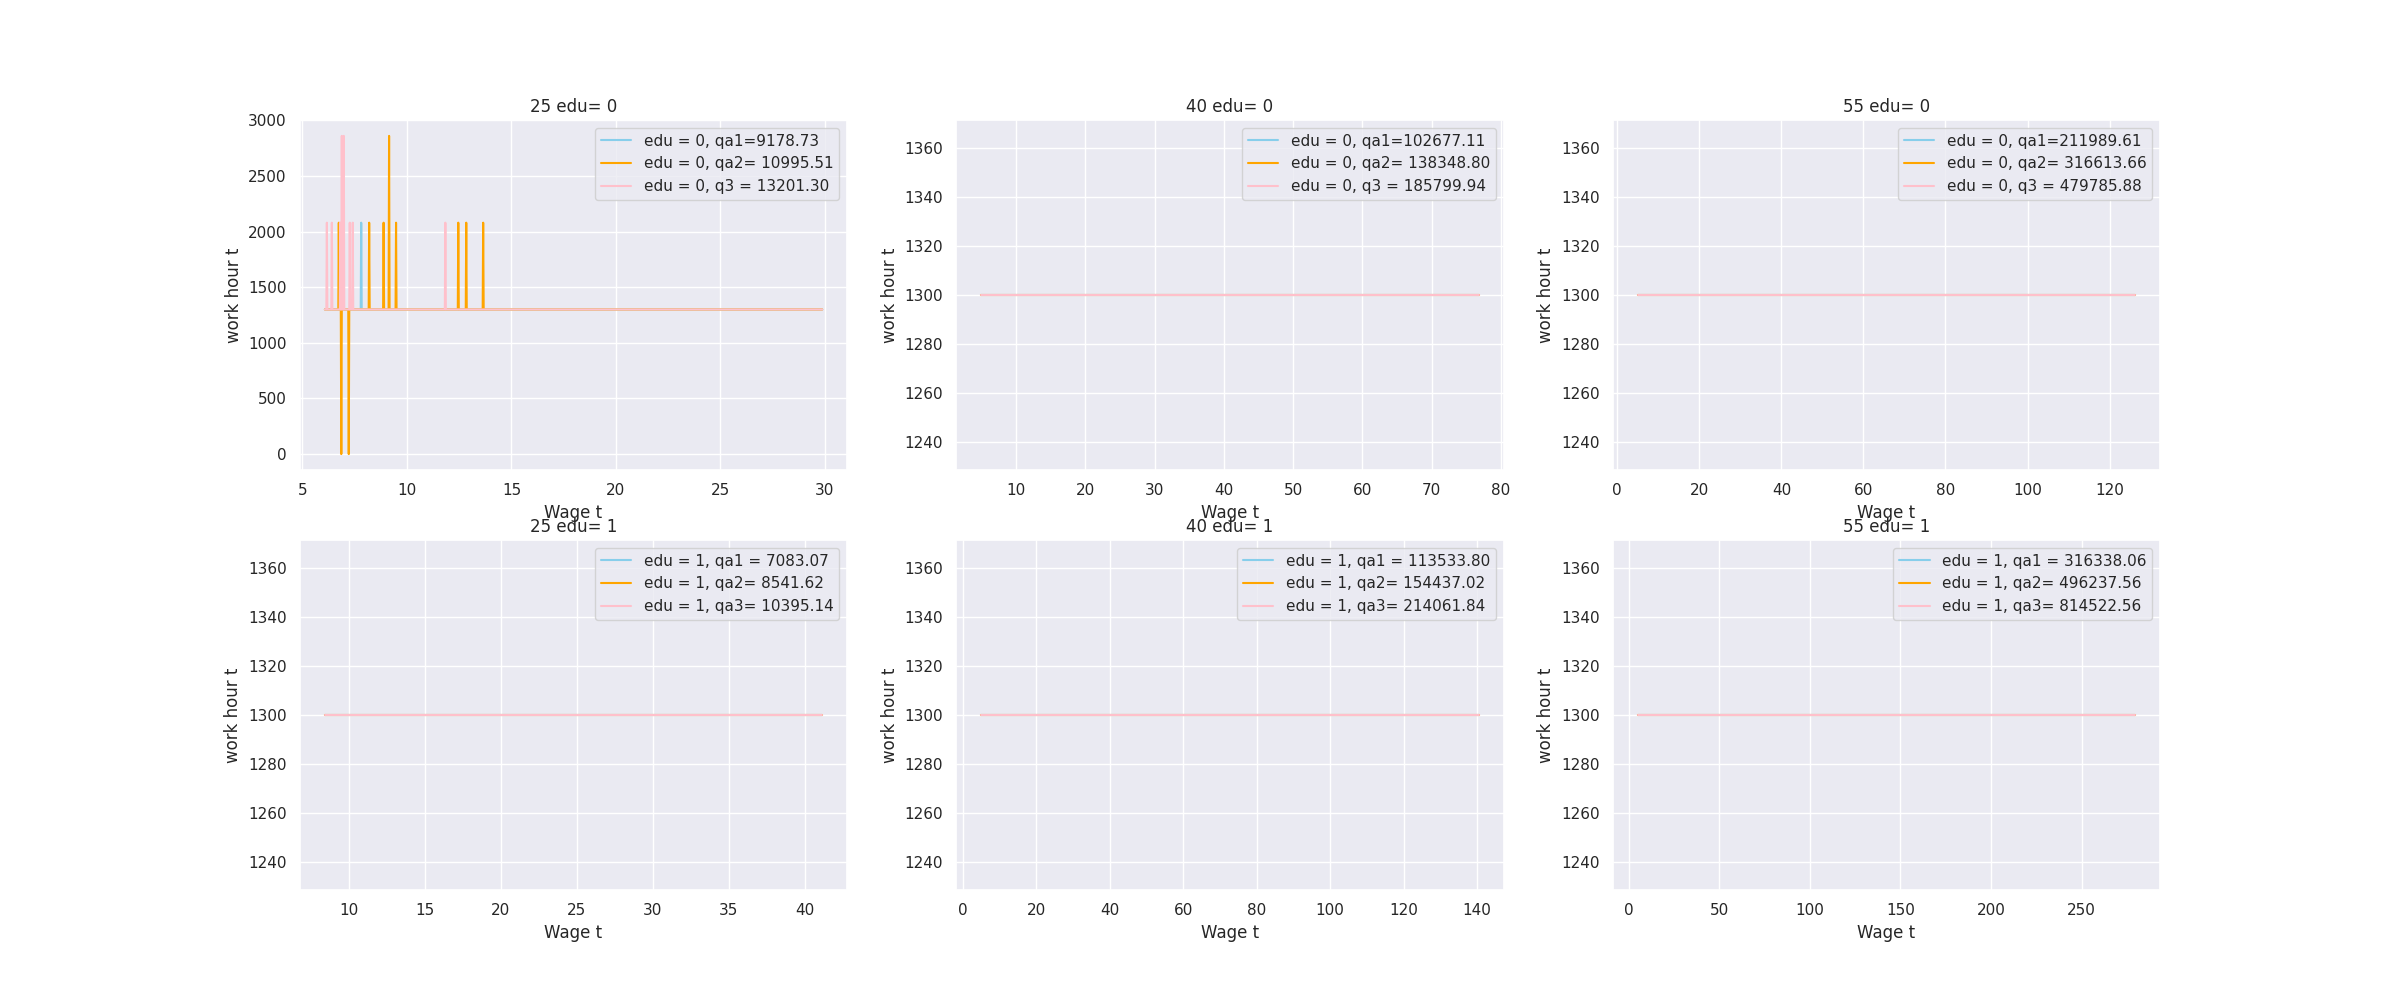 25 edu= 0
edu = 0, qa1=9178.73
edu = 0, qa2= 10995.51
edu = 0, q3 = 13201.30
3000
2500
2000
1500
1000
500
0
work hour t
5 10 15 20 25 30
Wage t
40 edu= 0
edu = 0, qa1=102677.11
edu = 0, qa2= 138348.80
edu = 0, q3 = 185799.94
1360
1340
1320
1300
1280
1260
1240
work hour t
10 20 30 40 50 60 70 80
Wage t
55 edu= 0
edu = 0, qa1=211989.61
edu = 0, qa2= 316613.66
edu = 0, q3 = 479785.88
1360
1340
1320
1300
1280
1260
1240
work hour t
0 20 40 60 80 100 120
Wage t
25 edu= 1
edu = 1, qa1 = 7083.07
edu = 1, qa2= 8541.62
edu = 1, qa3= 10395.14
1360
1340
1320
1300
1280
1260
1240
work hour t
10 15 20 25 30 35 40
Wage t
40 edu= 1
edu = 1, qa1 = 113533.80
edu = 1, qa2= 154437.02
edu = 1, qa3= 214061.84
1360
1340
1320
1300
1280
1260
1240
work hour t
0 20 40 60 80 100 120 140
Wage t
55 edu= 1
edu = 1, qa1 = 316338.06
edu = 1, qa2= 496237.56
edu = 1, qa3= 814522.56
1360
1340
1320
1300
1280
1260
1240
work hour t
0 50 100 150 200 250
Wage t